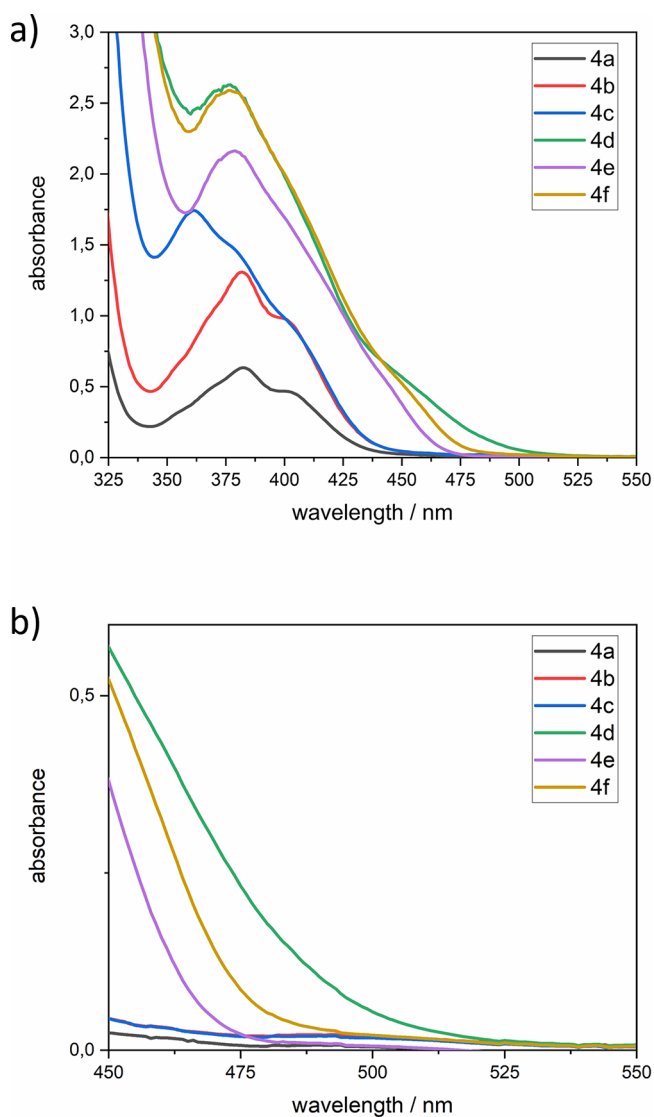 a)
3,0
4a
4b
4c
4d
4e
4f
2,5
2,0
1,5
1,0
0,5
0,0
absorbance
325 350 375 400 425 450 475 500 525 550
wavelength / nm
b)
4a
4b
4c
4d
4e
4f
0,5
0,0
absorbance
450 475 500 525 550
wavelength / nm